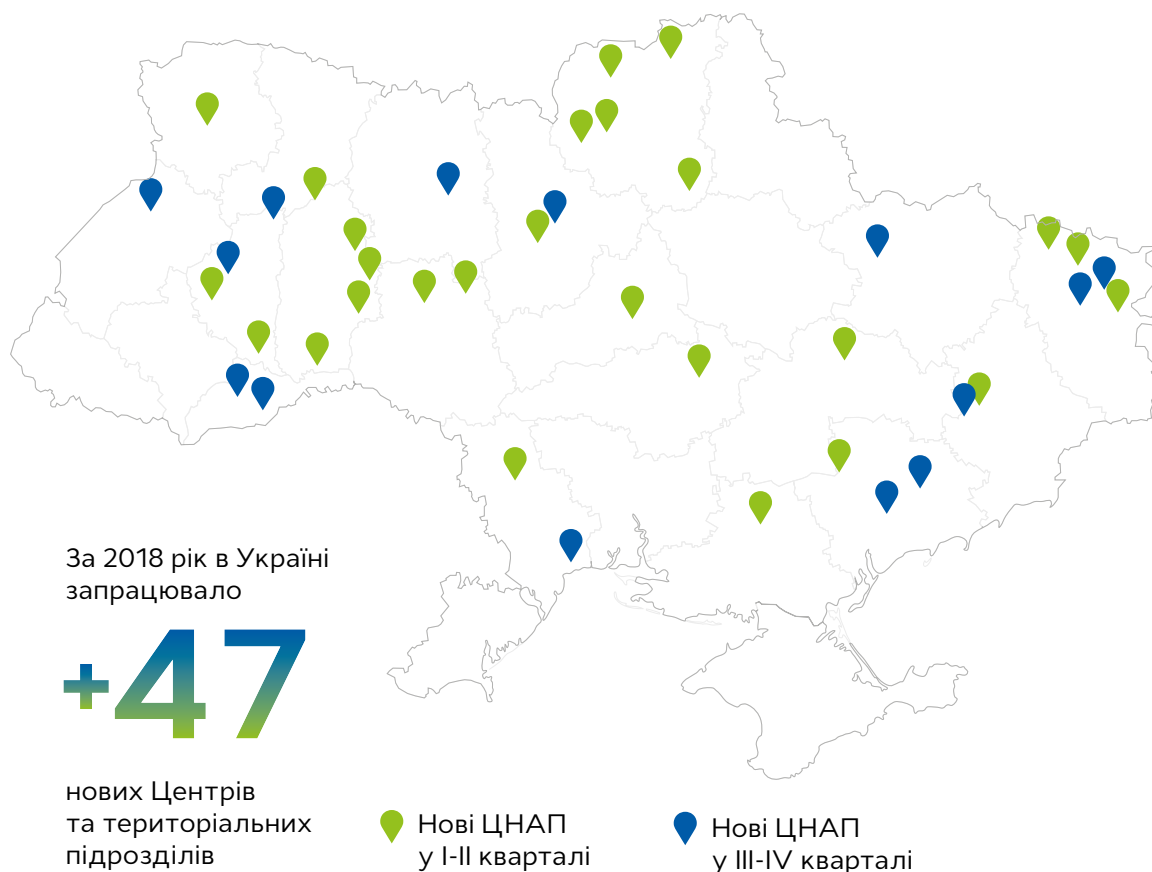 За 2018 рік в Україні
запрацювало
+47
нових Центрів
та територіальних
підрозділів
Нові ЦНАП
у I-II кварталі
Нові ЦНАП
у III-IV кварталі